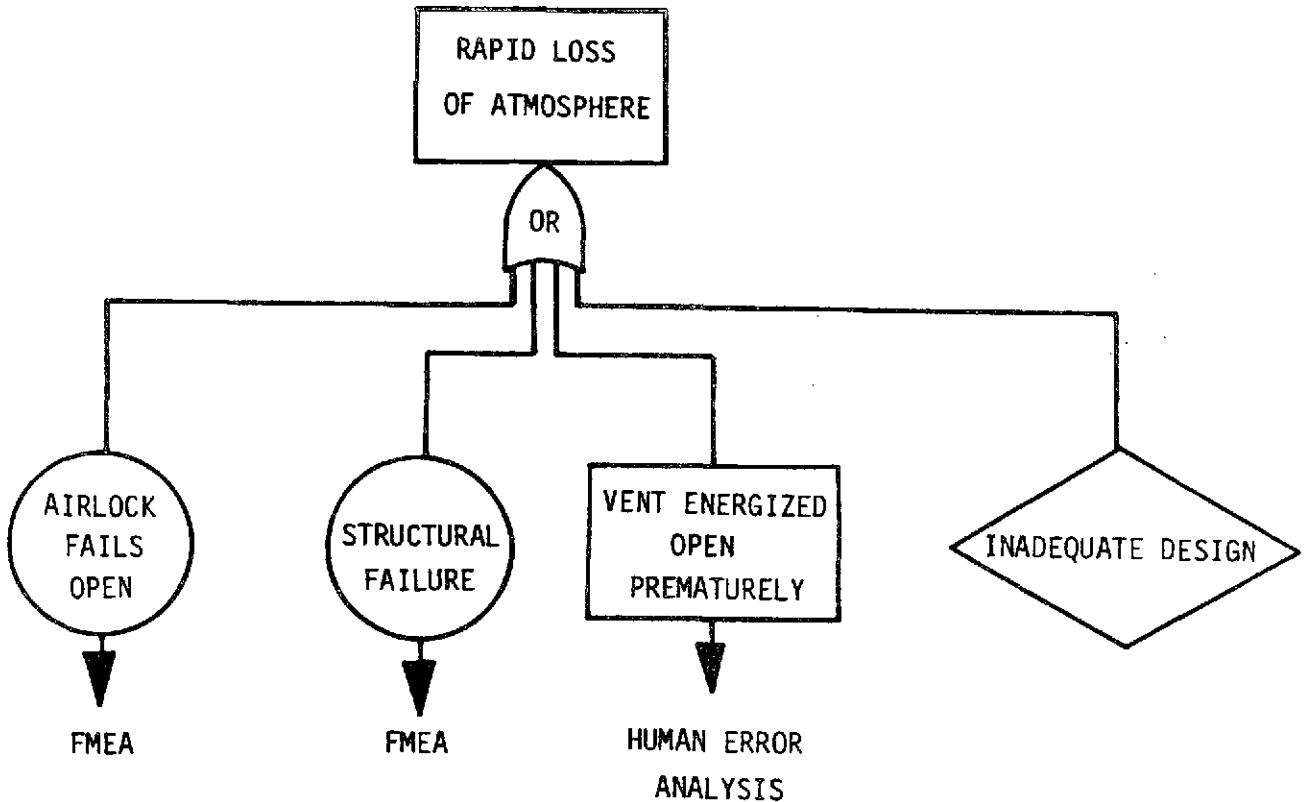 RAPID LOSS
OF ATMOSPHERE
OR
AIRLOCK
FAILS
OPEN
STRUCTURAL
FAILURE
VENT ENERGIZED
OPEN
PREMATURELY
INADEQUATE DESIGN
FMEA
FMEA
HUMAN ERROR
ANALYSIS